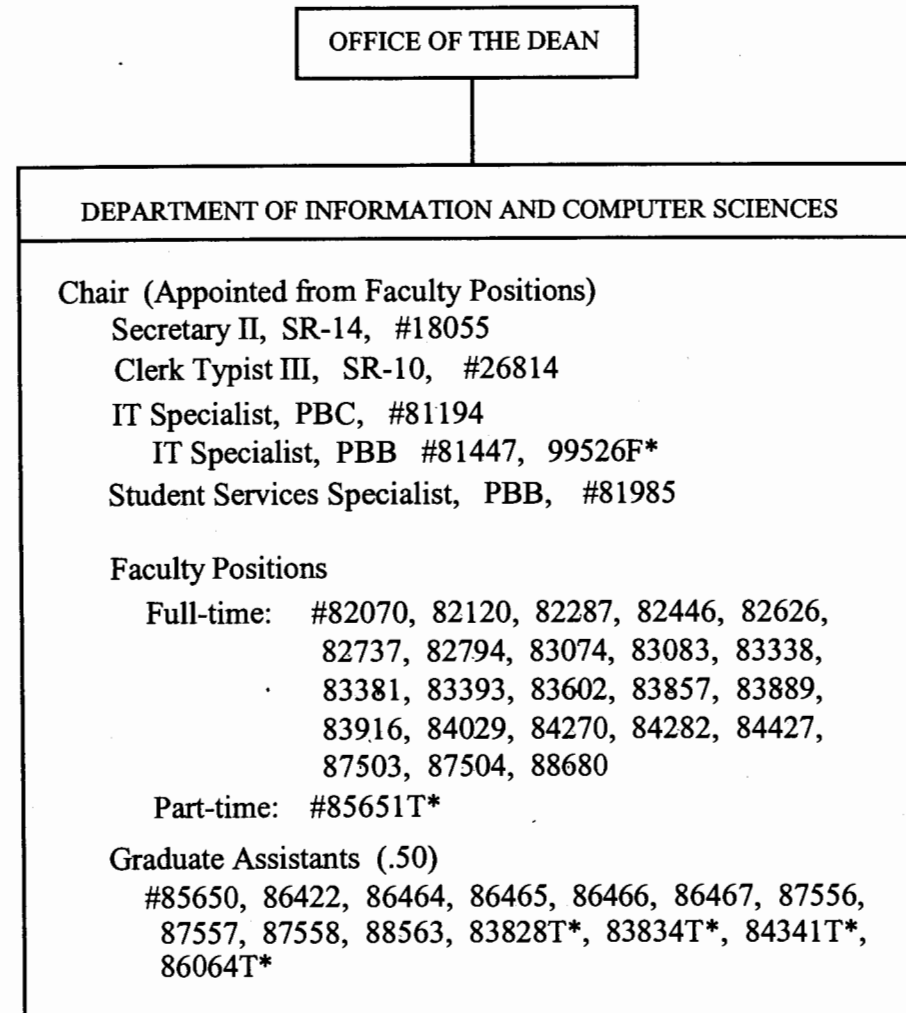 OFFICE OF THE DEAN
DEPARTMENT OF INFORMATION AND COMPUTER SCIENCES
Chair (Appointed from Faculty Positions)
Secretary II, SR-14, #18055
Clerk Typist III, SR-10, #26814
IT Specialist, PBC, #81194
IT Specialist, PBB #81447, 99526F*
Student Services Specialist, PBB, #81985
Faculty Positions
Full-time: #82070, 82120, 82287, 82446, 82626,
82737, 82794, 83074, 83083, 83338,
83381, 83393, 83602, 83857, 83889,
83916, 84029, 84270, 84282, 84427,
87503, 87504, 88680
Part-time: #85651T*
Graduate Assistants (.50)
#85650, 86422, 86464, 86465, 86466, 86467, 87556,
87557, 87558, 88563, 83828T*, 83834T*, 84341T*,
86064T*